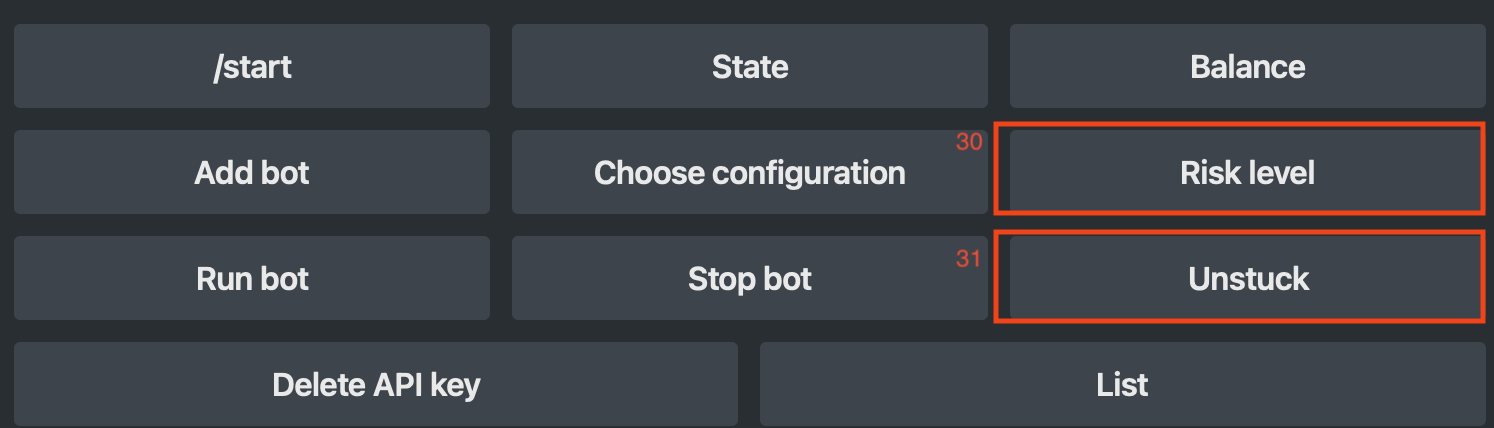 /start
State
Balance
Add bot
Choose configuration
30
Risk level
Run bot
Stop bot
31
Unstuck
Delete API key
List